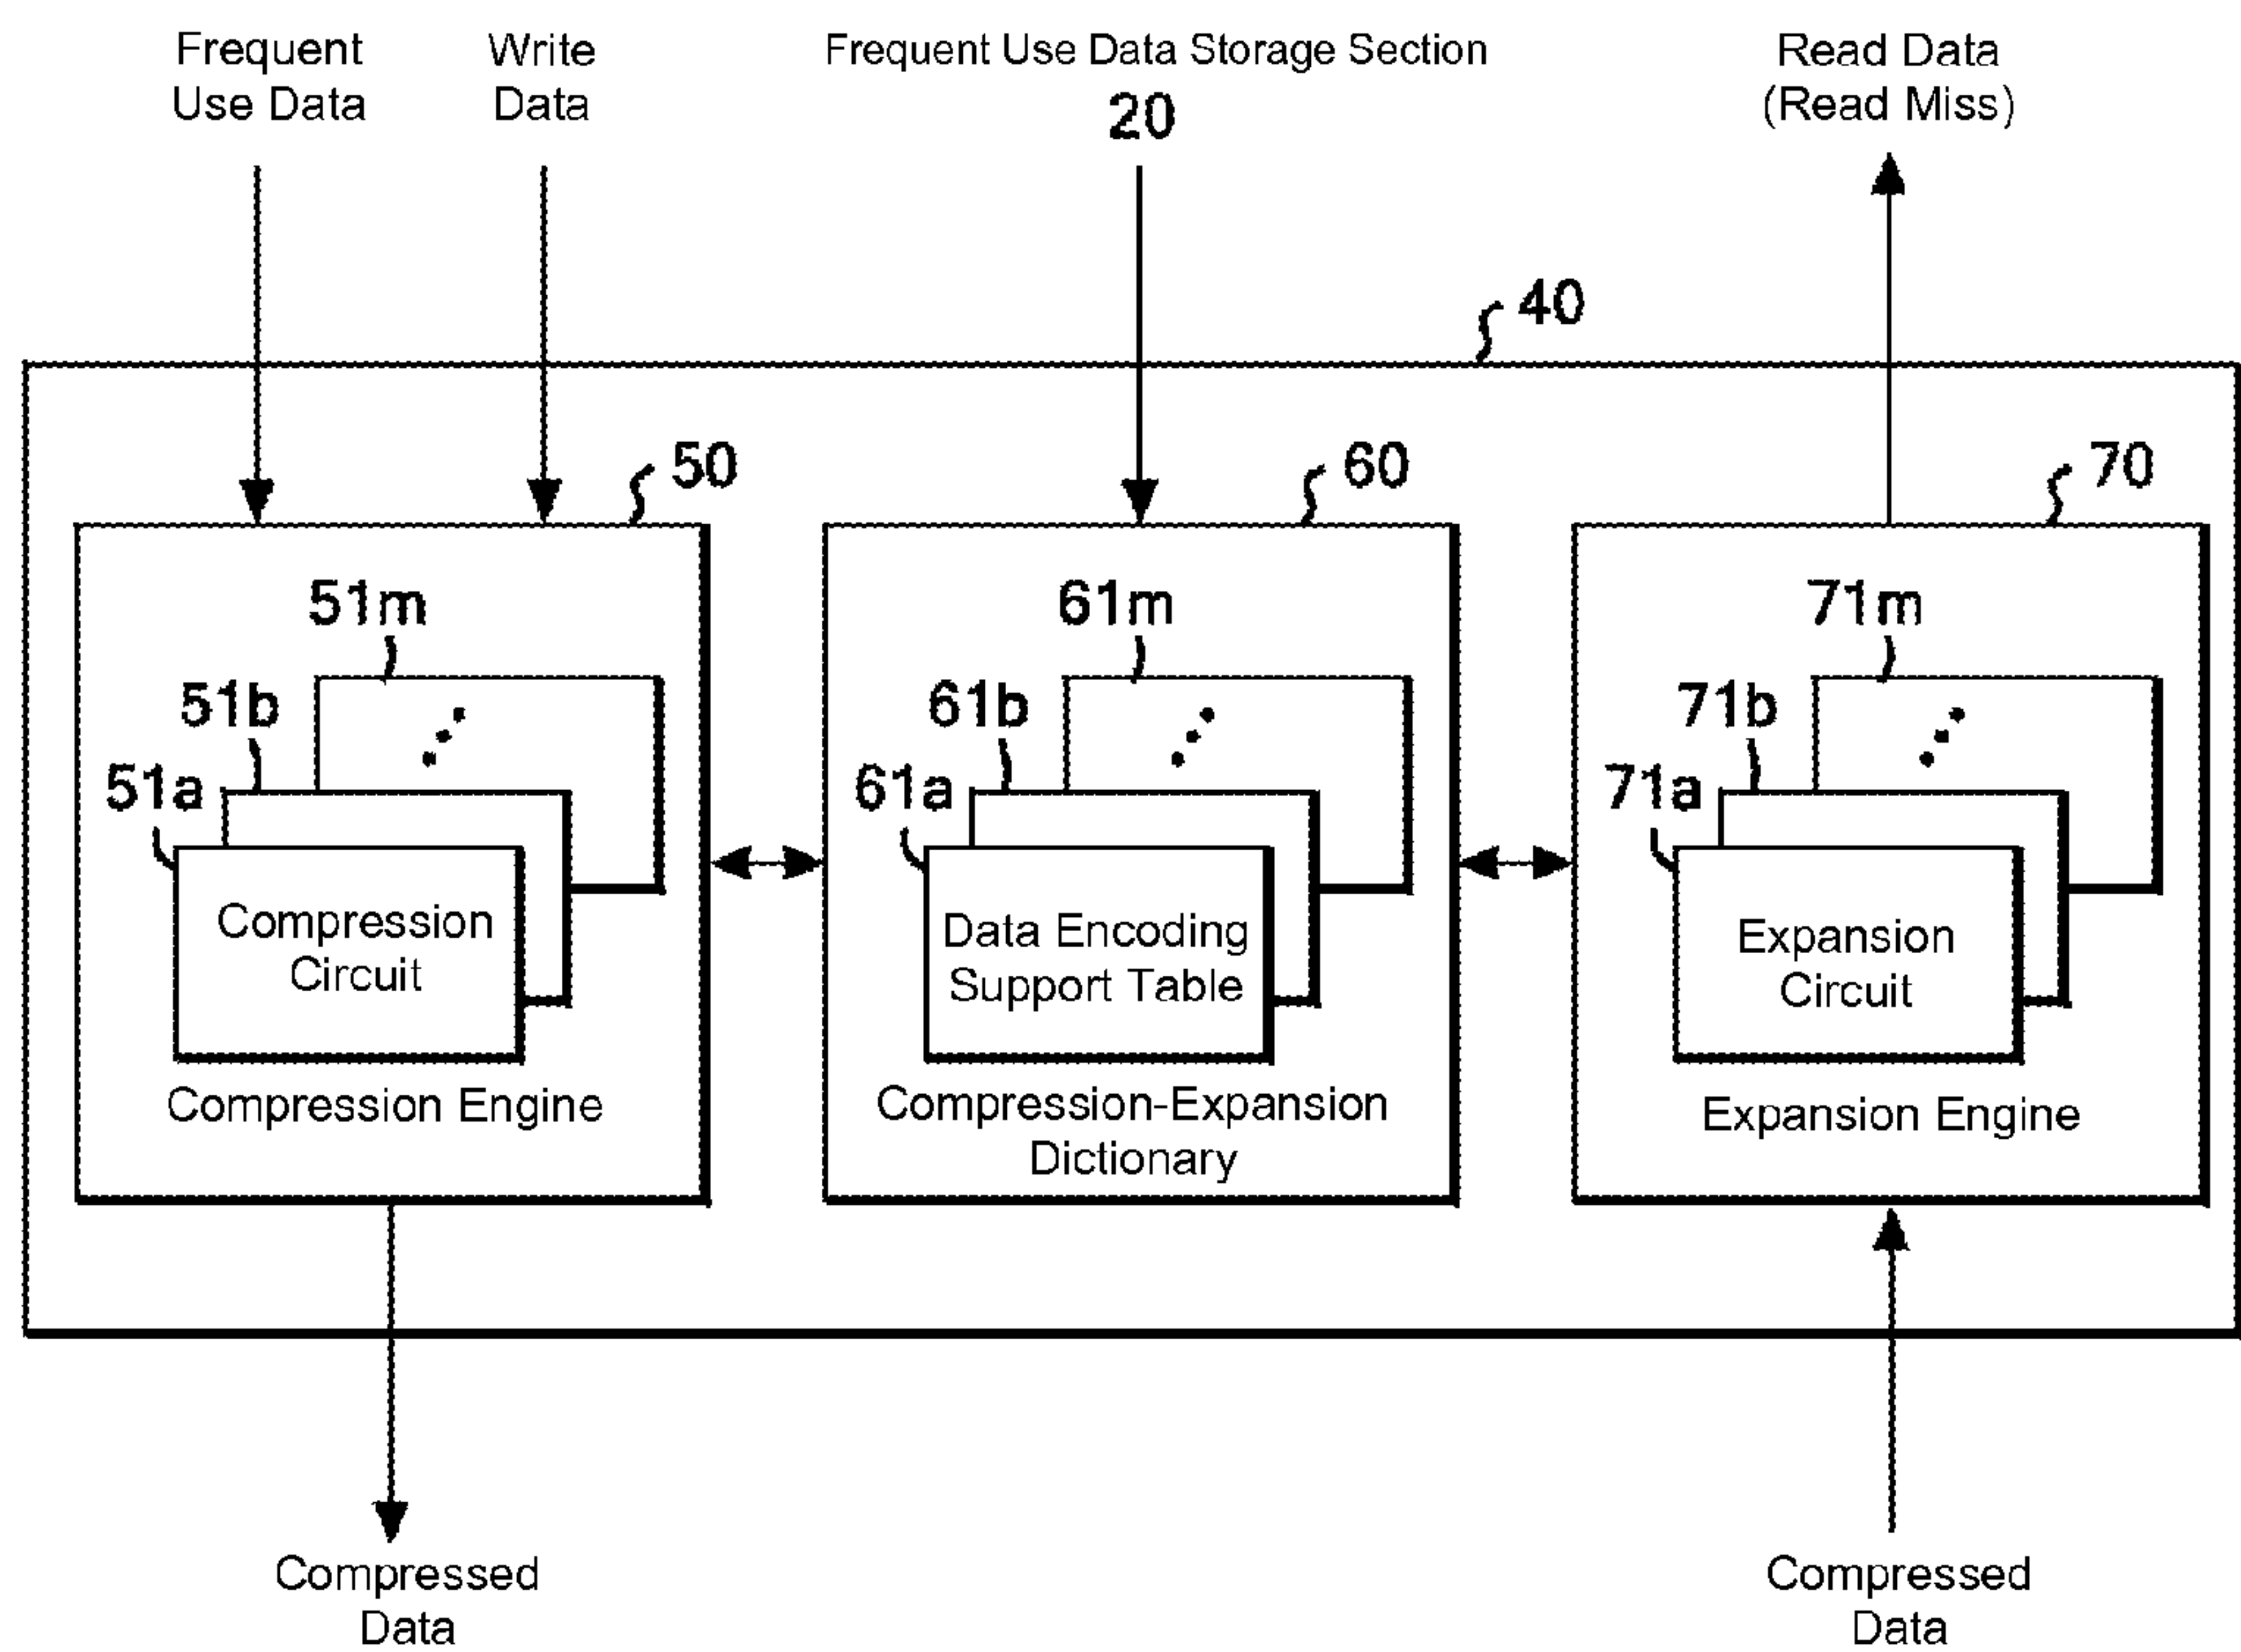 Frequent
Use Data
Write
Data
Frequent Use Data Storage Section
20
Read Data
(Read Miss)
40
50
60
70
51m
51b
51a
61m
61b
61a
71m
71b
71a
Compression
Circuit
Data Encoding
Support Table
Expansion
Circuit
Compression Engine
Compression-Expansion
Dictionary
Expansion Engine
Compressed
Data
Compressed
Data